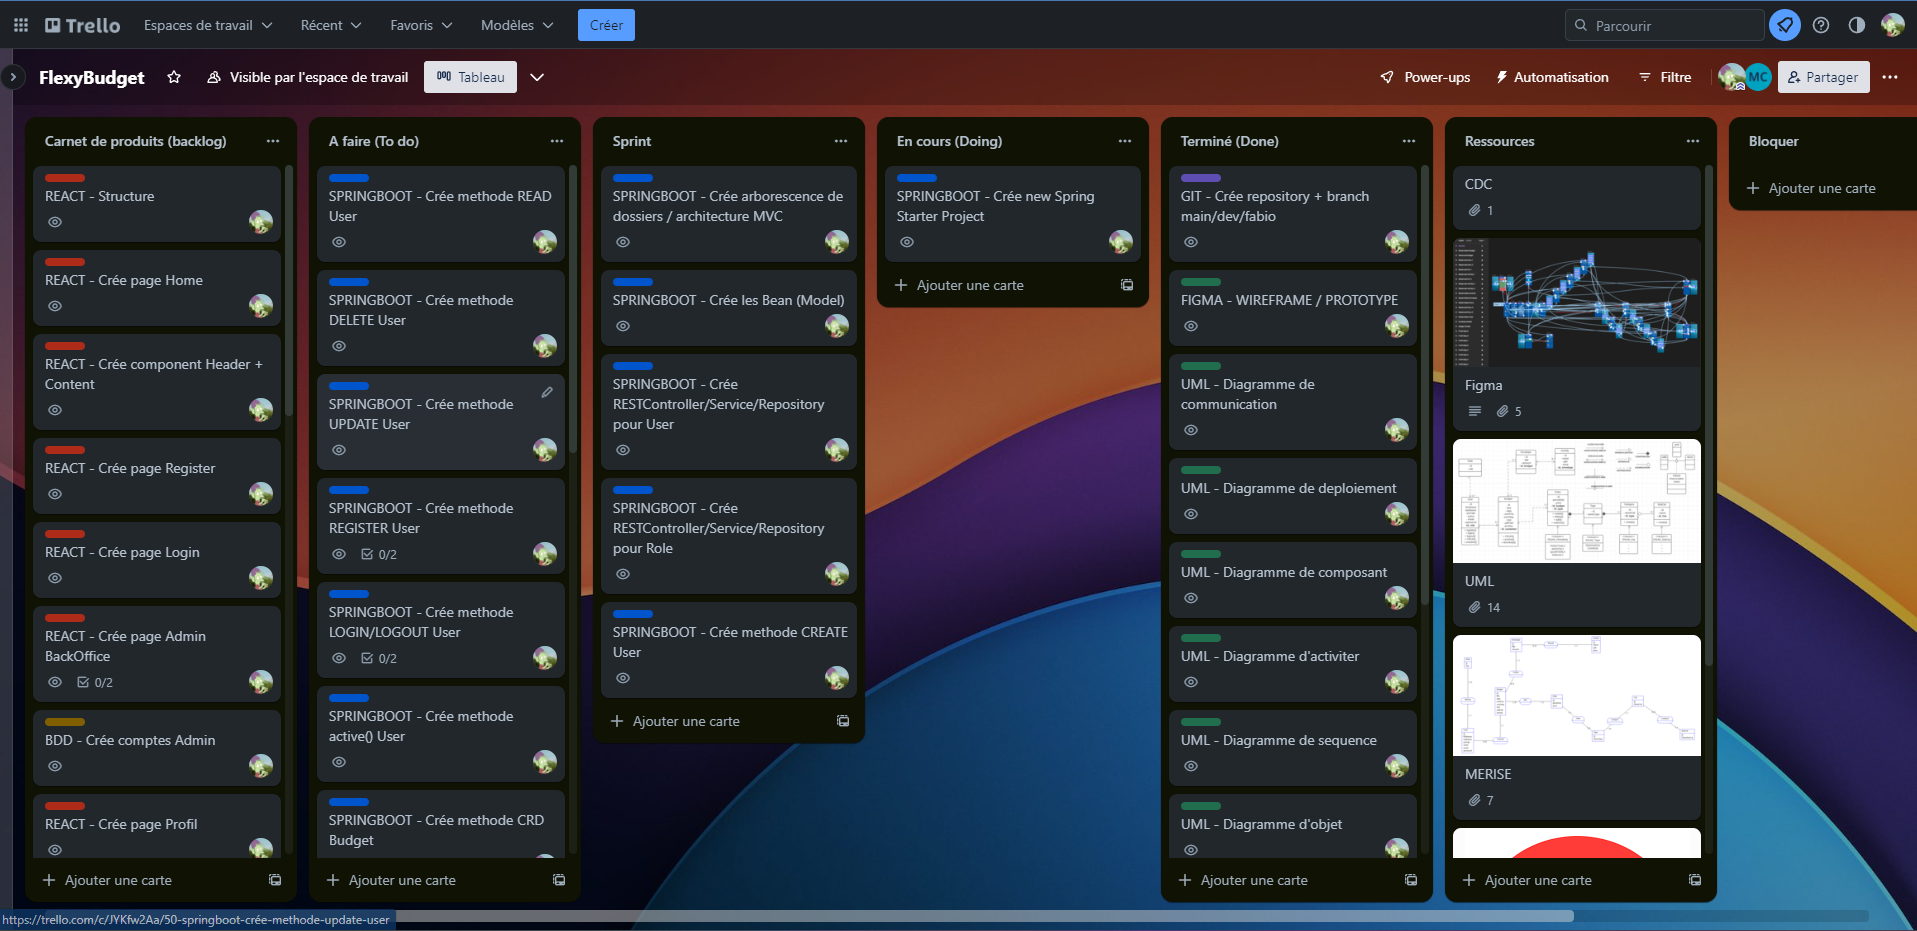 Trello
Espaces de travail
Récent
Favoris
Modèles
Créer
Parcourir
FlexyBudget
Visible par l'espace de travail
Tableau
Power-ups
Automatisation
Filtre
MC
Partager
Carnet de produits (backlog)
REACT - Structure
REACT - Crée page Home
REACT - Crée component Header +
Content
REACT - Crée page Register
REACT - Crée page Login
REACT - Crée page Admin
BackOffice
0/2
BDD - Crée comptes Admin
REACT - Crée page Profil
Ajouter une carte
A faire (To do)
SPRINGBOOT - Crée methode READ
User
SPRINGBOOT - Crée methode
DELETE User
SPRINGBOOT - Crée methode
UPDATE User
SPRINGBOOT - Crée methode
REGISTER User
0/2
SPRINGBOOT - Crée methode
LOGIN/LOGOUT User
0/2
SPRINGBOOT - Crée methode
active() User
SPRINGBOOT - Crée methode CRD
Budget
Ajouter une carte
Sprint
SPRINGBOOT - Crée arborescence de
dossiers / architecture MVC
SPRINGBOOT - Crée les Bean (Model)
SPRINGBOOT - Crée
RESTController/Service/Repository
pour User
SPRINGBOOT - Crée
RESTController/Service/Repository
pour Role
SPRINGBOOT - Crée methode CREATE
User
Ajouter une carte
En cours (Doing)
SPRINGBOOT - Crée new Spring
Starter Project
Ajouter une carte
Terminé (Done)
GIT - Crée repository + branch
main/dev/fabio
FIGMA - WIREFRAME / PROTOTYPE
UML - Diagramme de
communication
UML - Diagramme de deploiement
UML - Diagramme de composant
UML - Diagramme d'activiter
UML - Diagramme de sequence
UML - Diagramme d'objet
Ajouter une carte
Ressources
CDC
1
Figma
5
UML
14
MERISE
7
Ajouter une carte
Bloquer
Ajouter une carte
https://trello.com/c/JYKfw2Aa/50-springboot-crée-methode-update-user